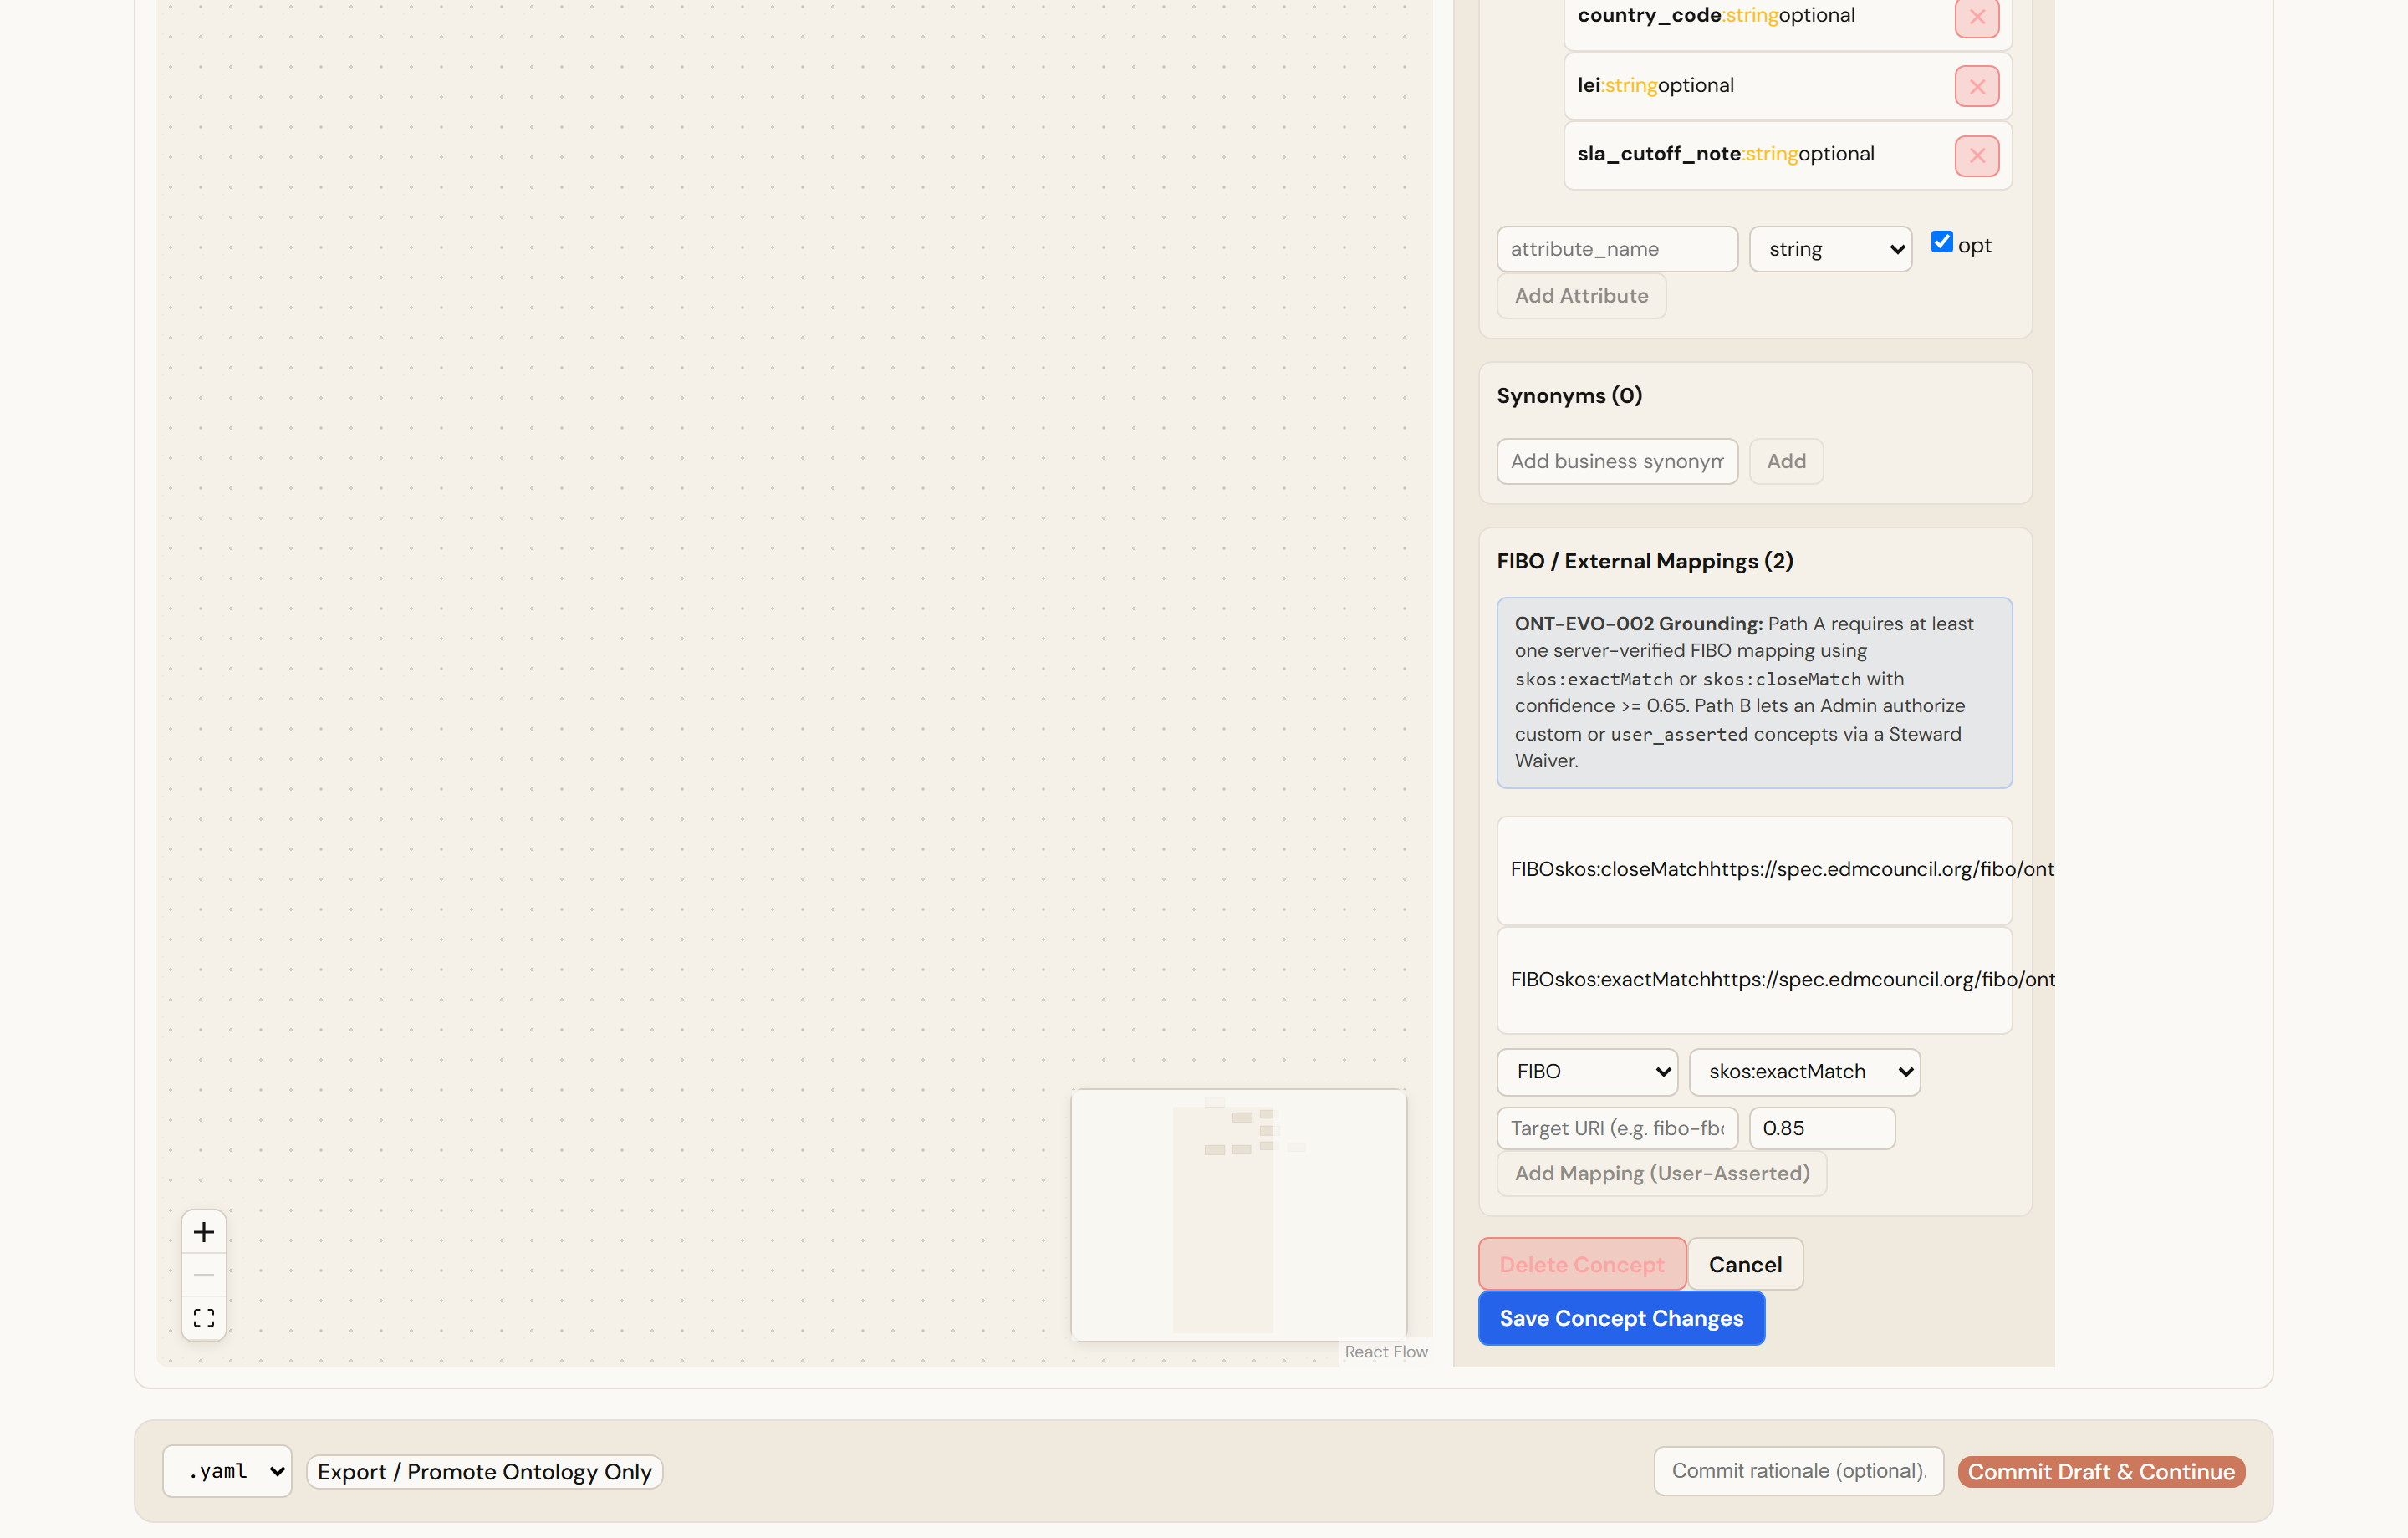 country_code:stringoptional
lei:stringoptional
sla_cutoff_note:stringoptional
attribute_name
string
opt
Add Attribute
Synonyms (0)
Add business synonym
Add
FIBO / External Mappings (2)
ONT-EVO-002 Grounding: Path A requires at least
one server-verified FIBO mapping using
skos:exactMatch or skos:closeMatch with
confidence >= 0.65. Path B lets an Admin authorize
custom or user_asserted concepts via a Steward
Waiver.
FIBOskos:closeMatchhttps://spec.edmcouncil.org/fibo/ont
FIBOskos:exactMatchhttps://spec.edmcouncil.org/fibo/ont
FIBO
skos:exactMatch
Target URI (e.g. fibo-fbc
0.85
Add Mapping (User-Asserted)
Delete Concept
Cancel
Save Concept Changes
React Flow
.yaml
Export / Promote Ontology Only
Commit rationale (optional).
Commit Draft & Continue